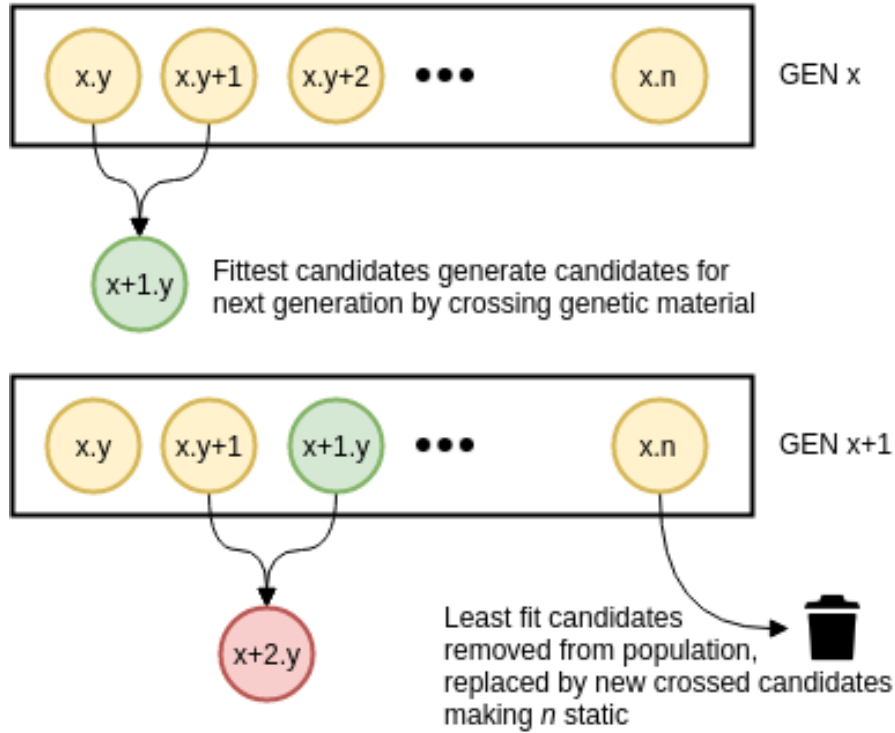 x.y x.y+1 x.y+2 ••• x.n GEN x
x+1.y
Fittest candidates generate candidates for
next generation by crossing genetic material
x.y x.y+1 x+1.y ••• x.n GEN x+1
x+2.y
Least fit candidates
removed from population,
replaced by new crossed candidates
making n static